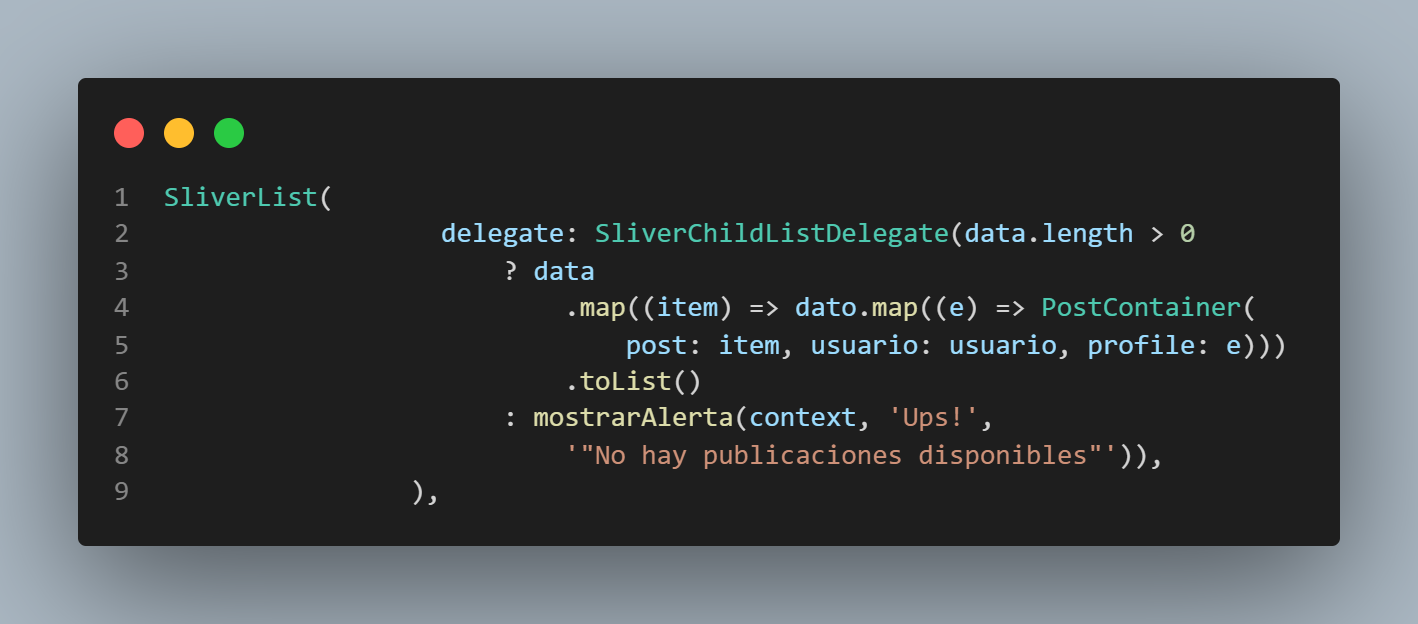 1 SliverList(
2 delegate: SliverChildListDelegate(data.length > 0
3 ? data
4 .map((item) => dato.map((e) => PostContainer(
5 post: item, usuario: usuario, profile: e)))
6 .toList()
7 : mostrarAlerta(context, 'Ups!',
8 '"No hay publicaciones disponibles"')),
9 ),